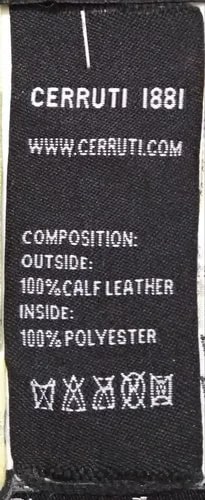 CERRUTI 1881
WWW.CERRUTI.COM
COMPOSITION:
OUTSIDE:
100%CALF LEATHER
INSIDE:
100%POLYESTER